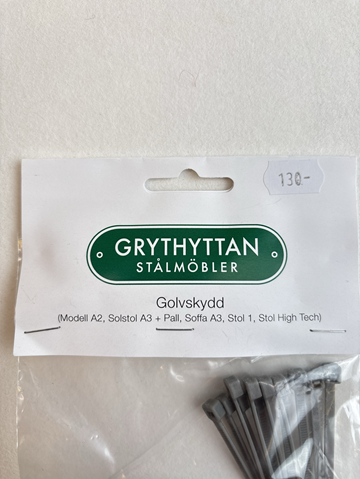 130-
GRYTHYTTAN
STÅLMÖBLER
Golvskydd
(Modell A2, Solstol A3 + Pall, Soffa A3, Stol 1, Stol High Tech)